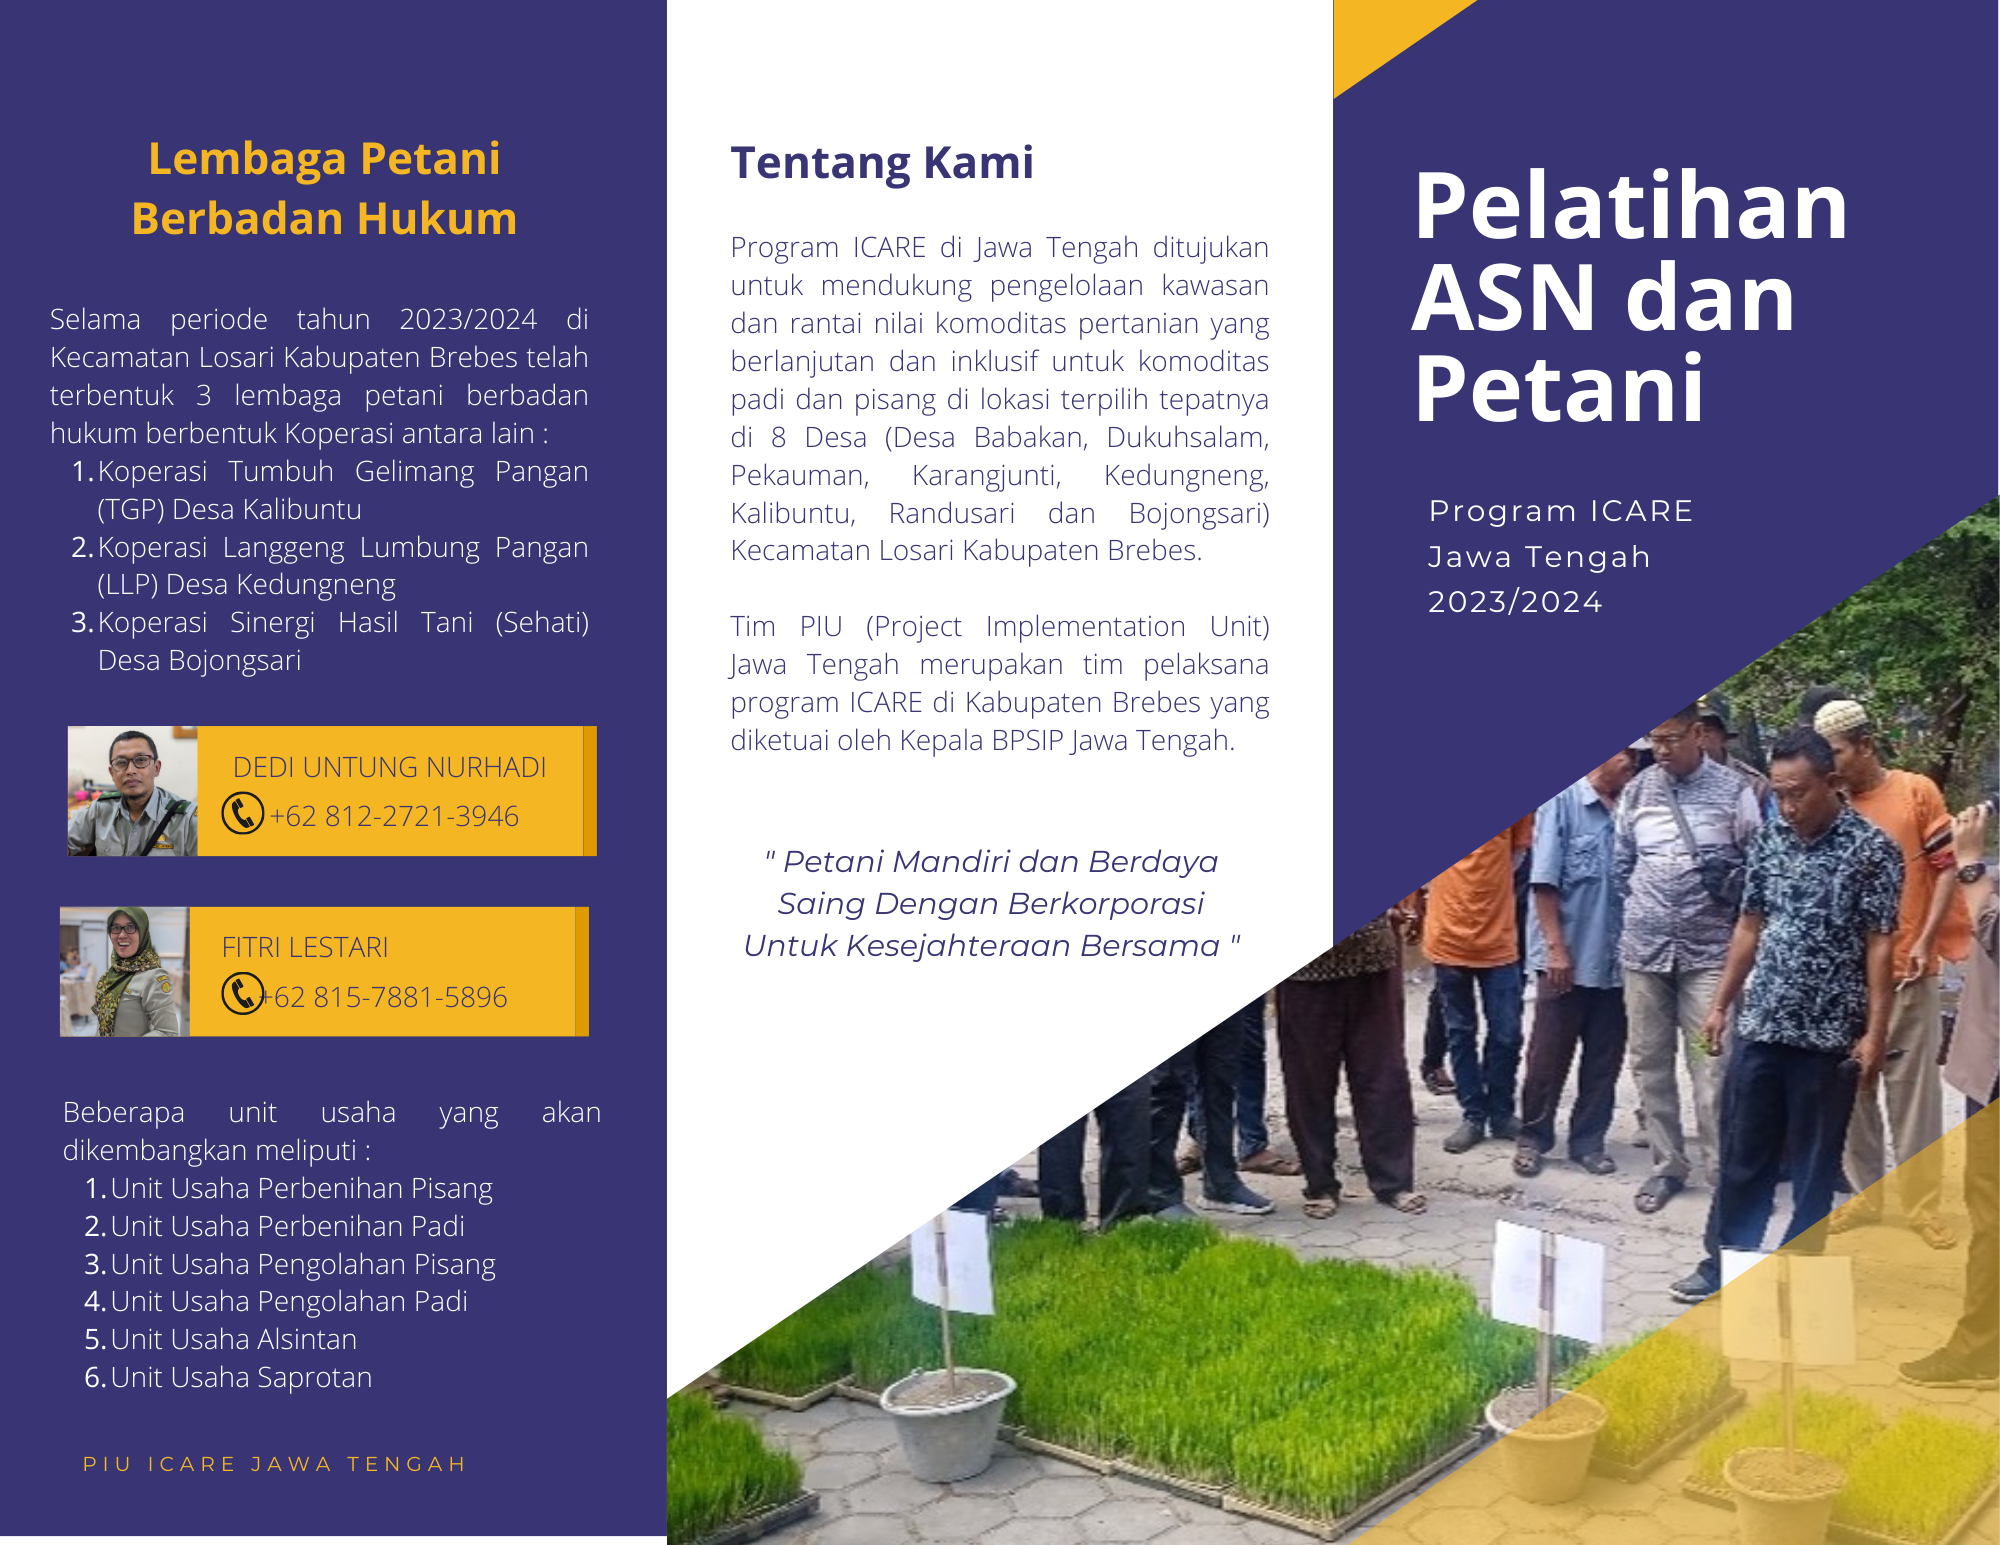 Lembaga Petani
Berbadan Hukum
Selama periode tahun 2023/2024 di
Kecamatan Losari Kabupaten Brebes telah
terbentuk 3 lembaga petani berbadan
hukum berbentuk Koperasi antara lain :
1. Koperasi Tumbuh Gelimang Pangan
(TGP) Desa Kalibuntu
2. Koperasi Langgeng Lumbung Pangan
(LLP) Desa Kedungneng
3. Koperasi Sinergi Hasil Tani (Sehati)
Desa Bojongsari
DEDI UNTUNG NURHADI
+62 812-2721-3946
FITRI LESTARI
+62 815-7881-5896
Beberapa unit usaha yang akan
dikembangkan meliputi :
1. Unit Usaha Perbenihan Pisang
2. Unit Usaha Perbenihan Padi
3. Unit Usaha Pengolahan Pisang
4. Unit Usaha Pengolahan Padi
5. Unit Usaha Alsintan
6. Unit Usaha Saprotan
PIU ICARE JAWA TENGAH
Tentang Kami
Program ICARE di Jawa Tengah ditujukan
untuk mendukung pengelolaan kawasan
dan rantai nilai komoditas pertanian yang
berlanjutan dan inklusif untuk komoditas
padi dan pisang di lokasi terpilih tepatnya
di 8 Desa (Desa Babakan, Dukuhsalam,
Pekauman, Karangjunti, Kedungneng,
Kalibuntu, Randusari dan Bojongsari)
Kecamatan Losari Kabupaten Brebes.
Tim PIU (Project Implementation Unit)
Jawa Tengah merupakan tim pelaksana
program ICARE di Kabupaten Brebes yang
diketuai oleh Kepala BPSIP Jawa Tengah.
" Petani Mandiri dan Berdaya
Saing Dengan Berkorporasi
Untuk Kesejahteraan Bersama "
Pelatihan
ASN dan
Petani
Program ICARE
Jawa Tengah
2023/2024